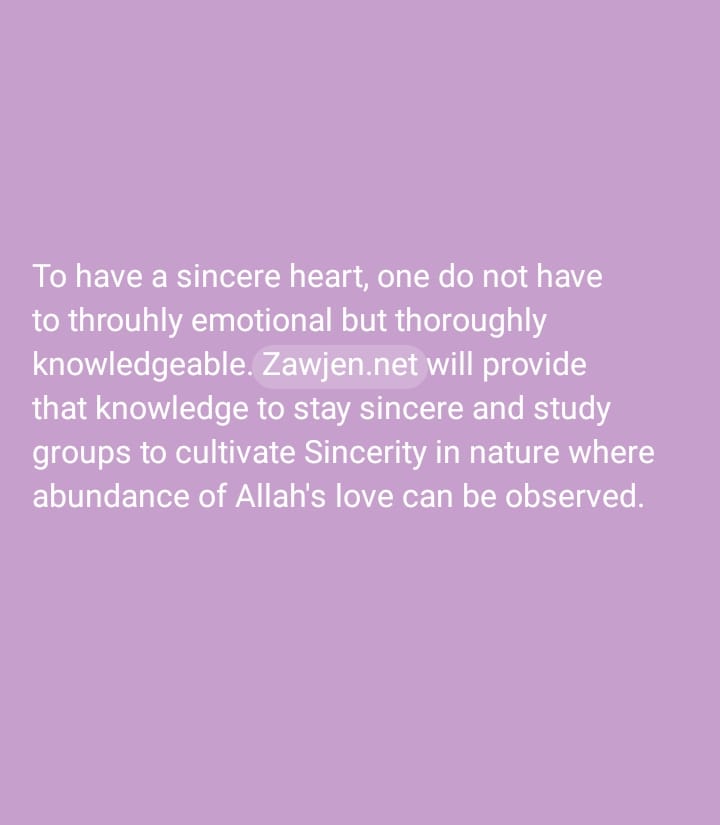 To have a sincere heart, one do not have
to throuhly emotional but thoroughly
knowledgeable. Zawjen.net will provide
that knowledge to stay sincere and study
groups to cultivate Sincerity in nature where
abundance of Allah's love can be observed.